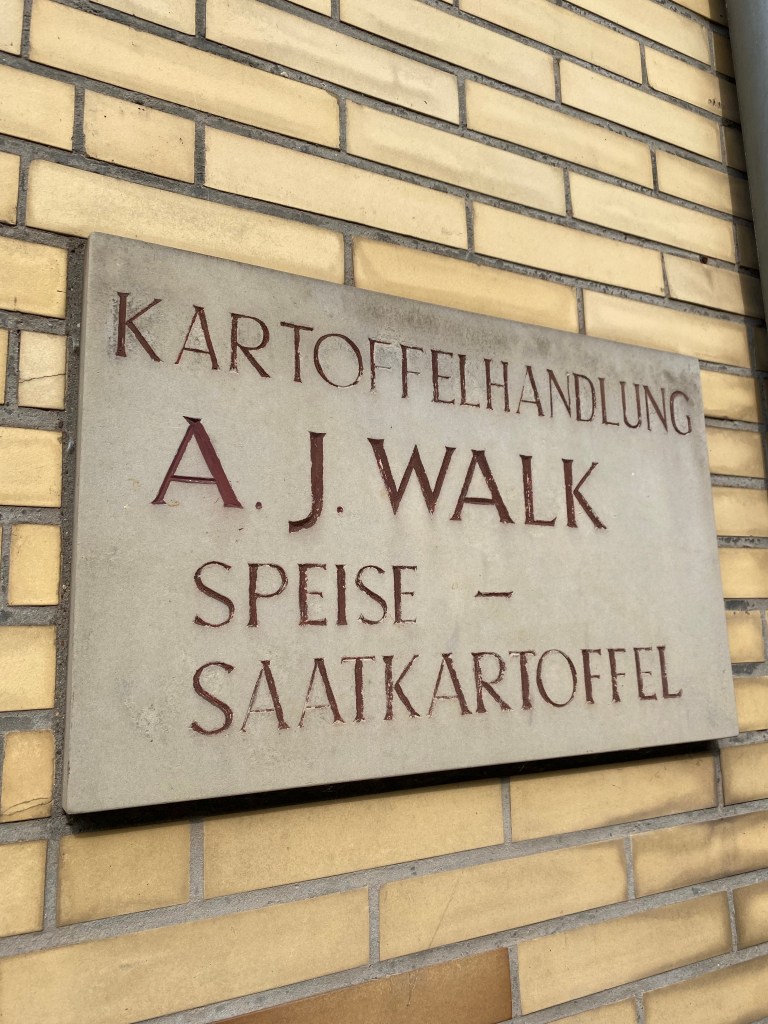 KARTOFFELHANDLUNG
A. J. WALK
SPEISE –
SAATKARTOFFEL